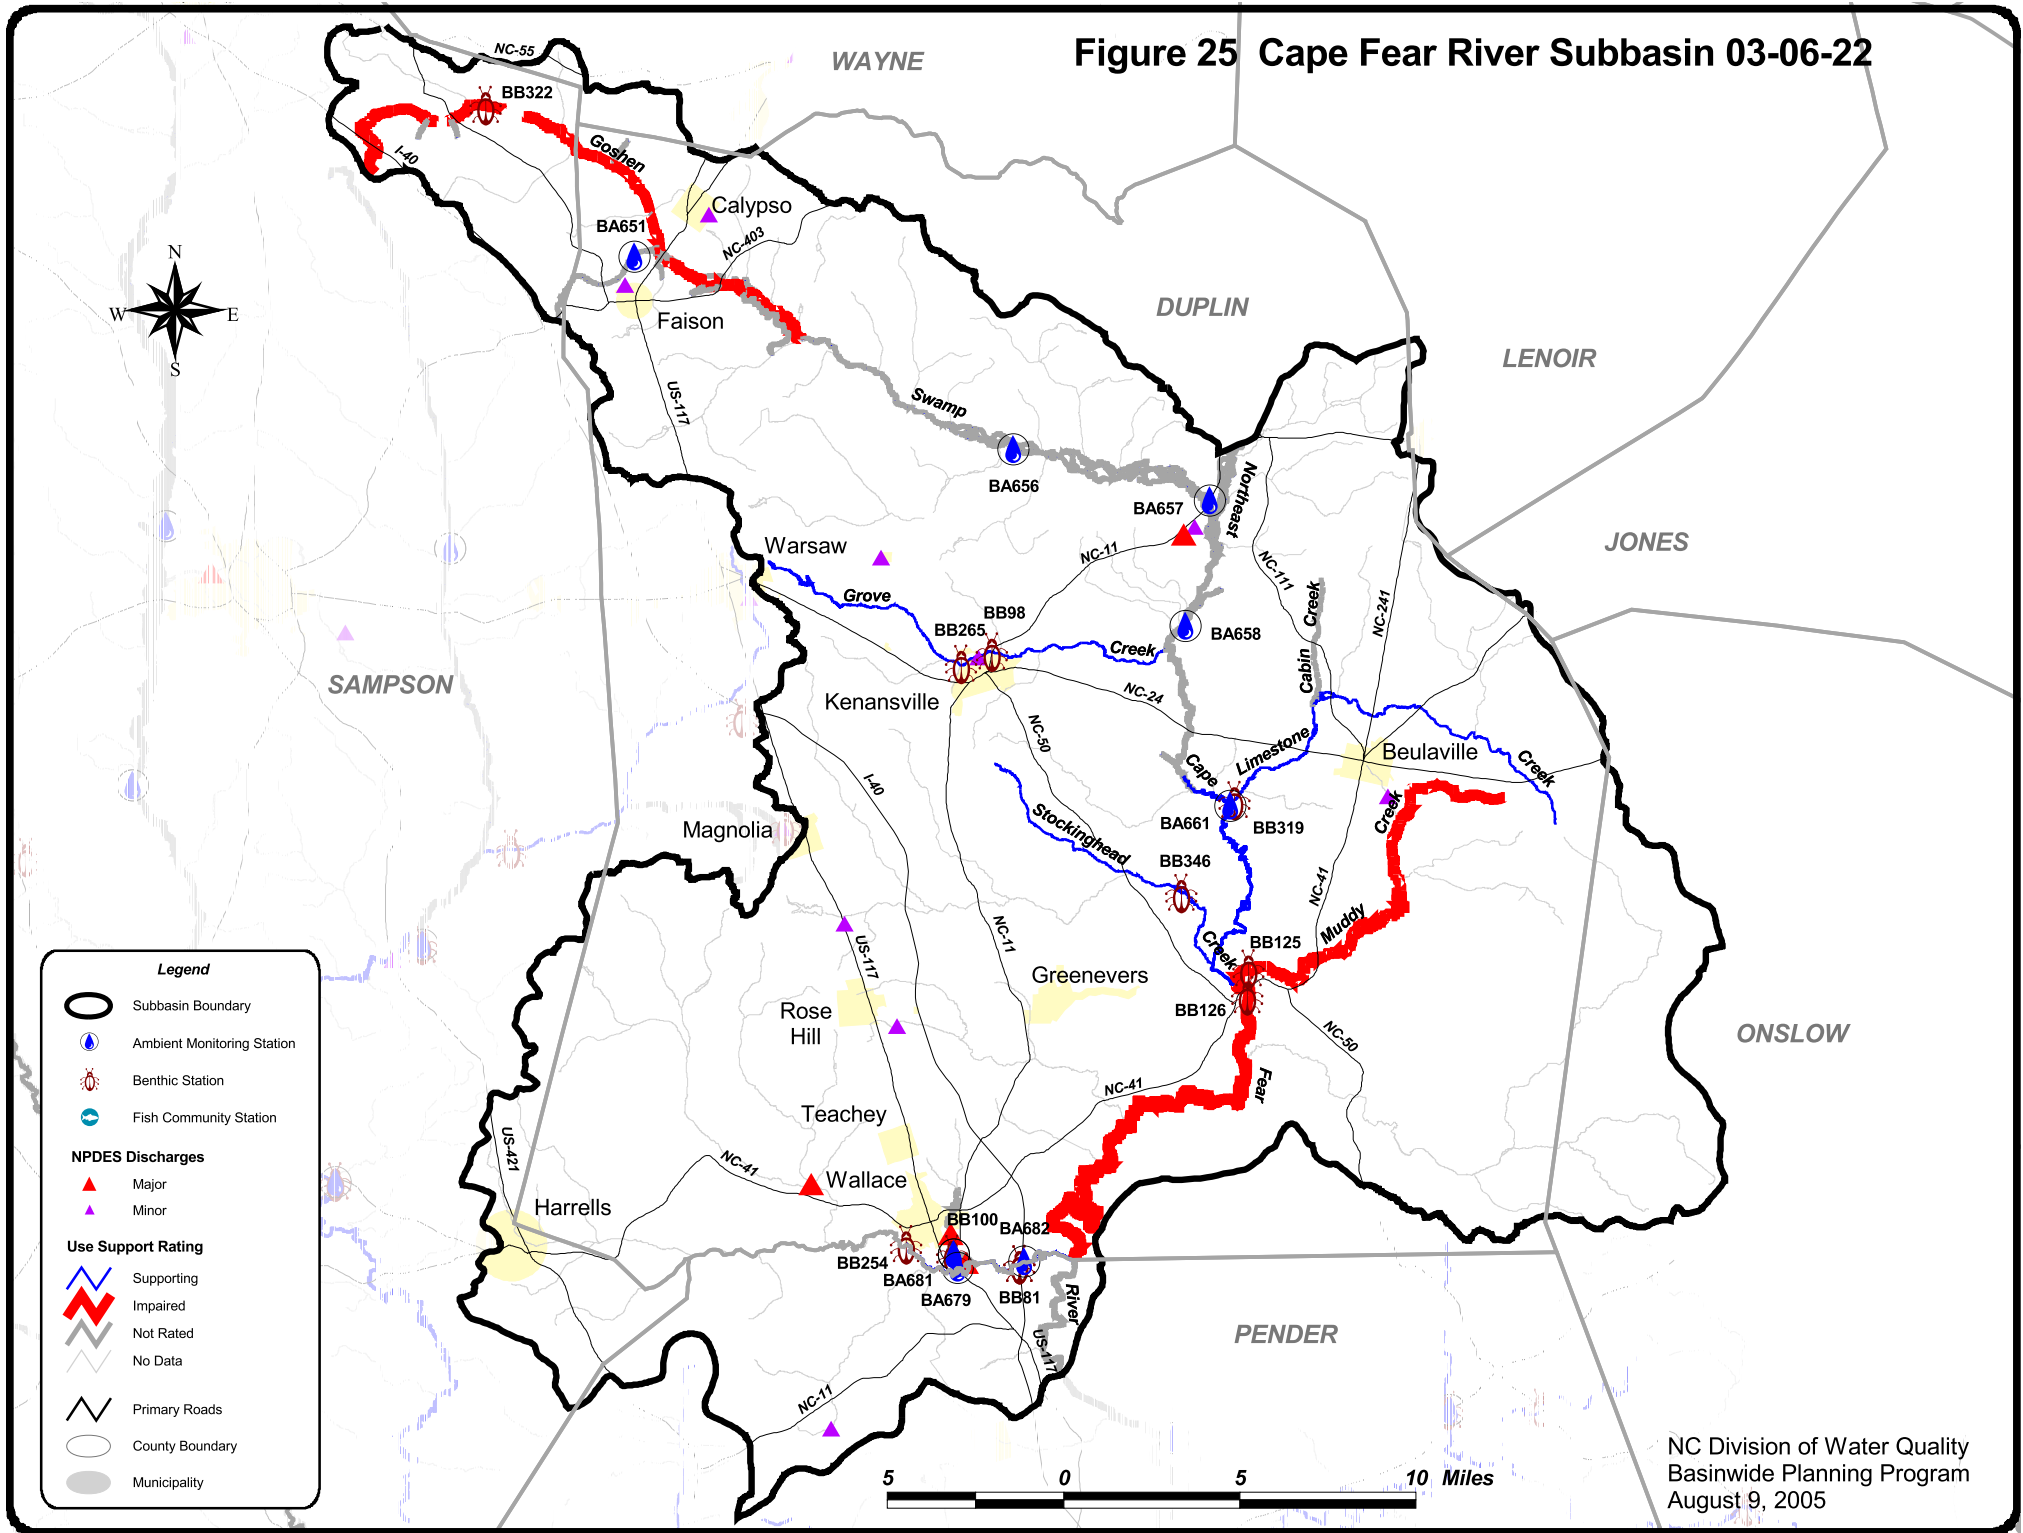 Figure 25 Cape Fear River Subbasin 03-06-22
WAYNE
NC-55
BB322
I-40
Goshen
Calypso
BA651
NC-403
Faison
DUPLIN
LENOIR
N
W
E
S
US-117
Swamp
BA656
BA657
Northeast
JONES
Warsaw
NC-11
NC-111
Creek
NC-241
Grove
BB98
BB265
BA658
Creek
Cabin
SAMPSON
Kenansville
NC-24
NC-50
Limestone
Beulaville
Cape
Creek
I-40
Magnolia
Stockinghead
BA661
BB319
Creek
BB346
NC-41
Muddy
US-117
NC-11
Creek
BB125
Greenevers
BB126
Rose
Hill
NC-50
ONSLOW
NC-41
Fear
Teachey
US-421
NC-41
Wallace
Harrells
BB100
BA682
BB254
BA681
BA679
BB81
River
US-117
PENDER
NC-11
Legend
Subbasin Boundary
Ambient Monitoring Station
Benthic Station
Fish Community Station
NPDES Discharges
Major
Minor
Use Support Rating
Supporting
Impaired
Not Rated
No Data
Primary Roads
County Boundary
Municipality
5 0 5 10 Miles
NC Division of Water Quality
Basinwide Planning Program
August 9, 2005